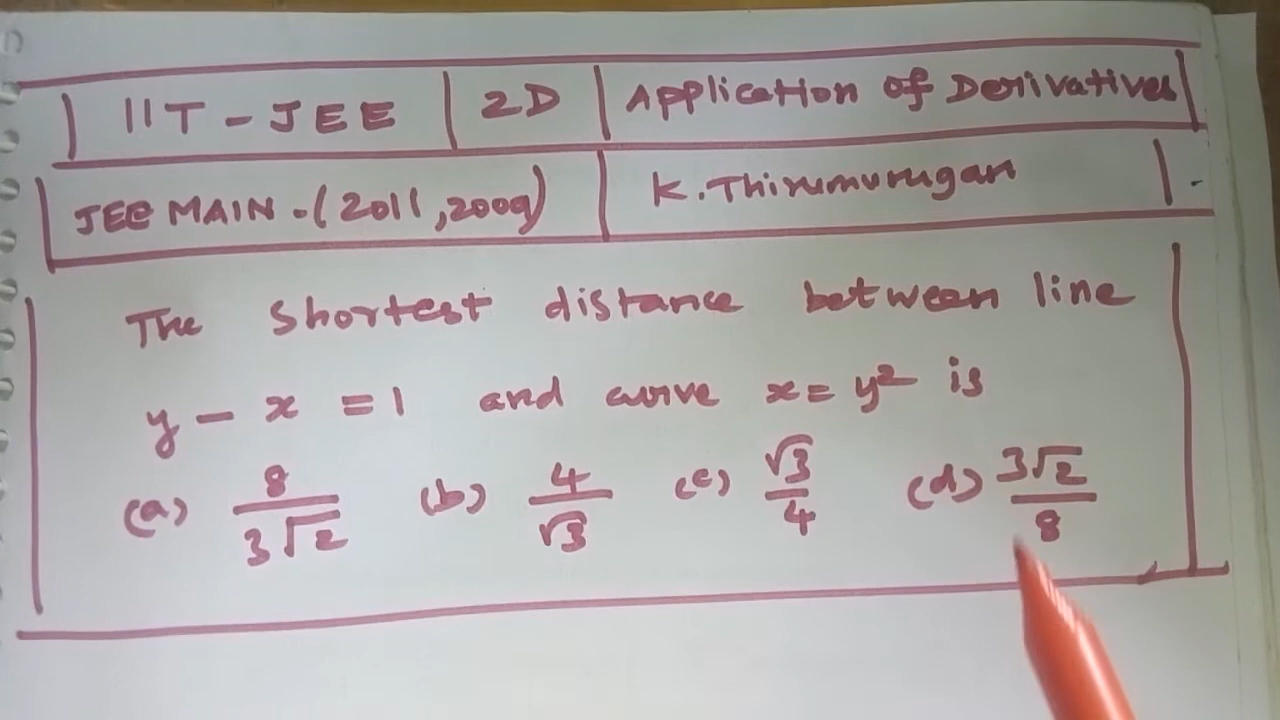 IIT - JEE | 2D | Application of Derivatives
JEE MAIN. (2011, 2009) | K. Thirumurugan
The shortest distance between line
y - x = 1 and curve x = y² is
(a) 8/3√2 (b) 4/√3 (c) √3/4 (d) 3√2/8